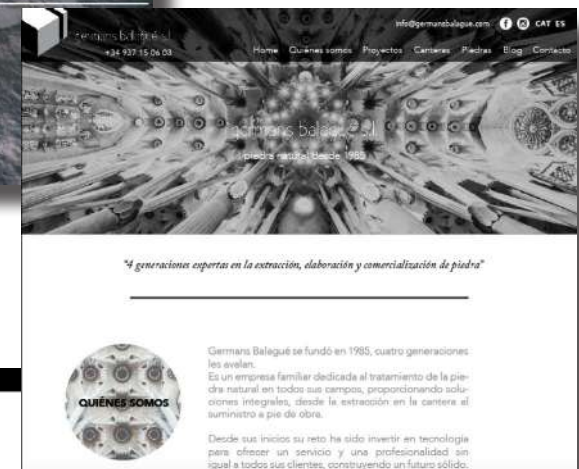 info@germansbalague.com CAT ES
germans balagué s.l.
+34 937 15 06 03
Home Quiénes somos Proyectos Canteras Piedras Blog Contacto
germans balagué s.l.
piedra natural desde 1985
"4 generaciones expertas en la extracción, elaboración y comercialización de piedra"
QUIÉNES SOMOS
Germans Balagué se fundó en 1985, cuatro generaciones
les avalan.
Es un empresa familiar dedicada al tratamiento de la pie-
dra natural en todos sus campos, proporcionando solu-
ciones integrales, desde la extracción en la cantera al
suministro a pie de obra.
Desde sus inicios su reto ha sido invertir en tecnología
para ofrecer un servicio y una profesionalidad sin
igual a todos sus clientes, construyendo un futuro sólido.